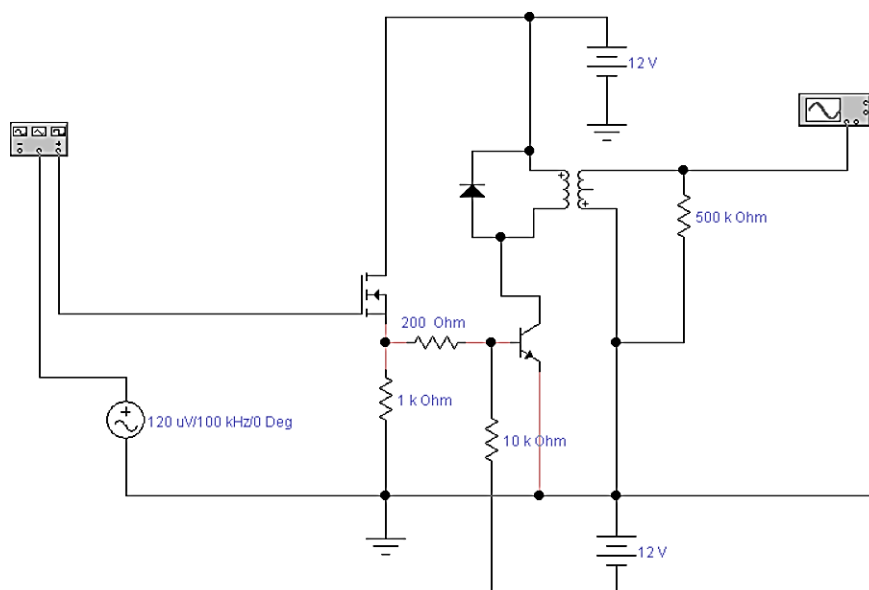 12 V
500 k Ohm
200 Ohm
1 k Ohm
120 uV/100 kHz/0 Deg
10 k Ohm
12 V